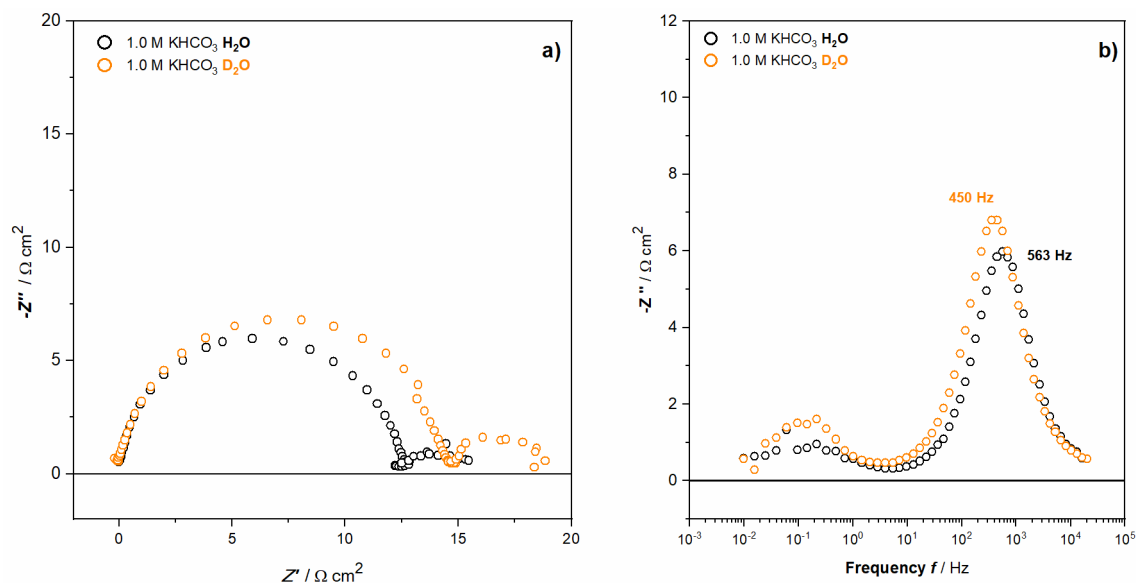 a)
1.0 M KHCO₃ H₂O
1.0 M KHCO₃ D₂O
20
15
10
5
0
-Z'' / Ω cm²
0 5 10 15 20
Z' / Ω cm²
b)
1.0 M KHCO₃ H₂O
1.0 M KHCO₃ D₂O
12
10
8
6
4
2
0
-Z'' / Ω cm²
450 Hz
563 Hz
10⁻³ 10⁻² 10⁻¹ 10⁰ 10¹ 10² 10³ 10⁴ 10⁵
Frequency f / Hz